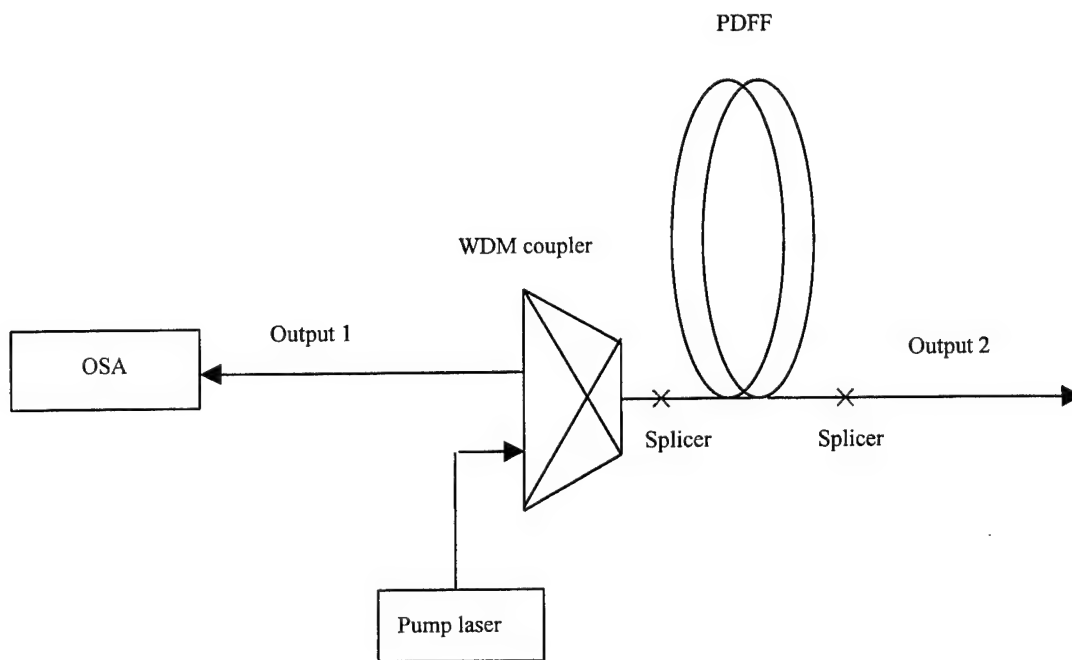 PDFF
WDM coupler
Output 1
OSA
Output 2
Splicer
Splicer
Pump laser